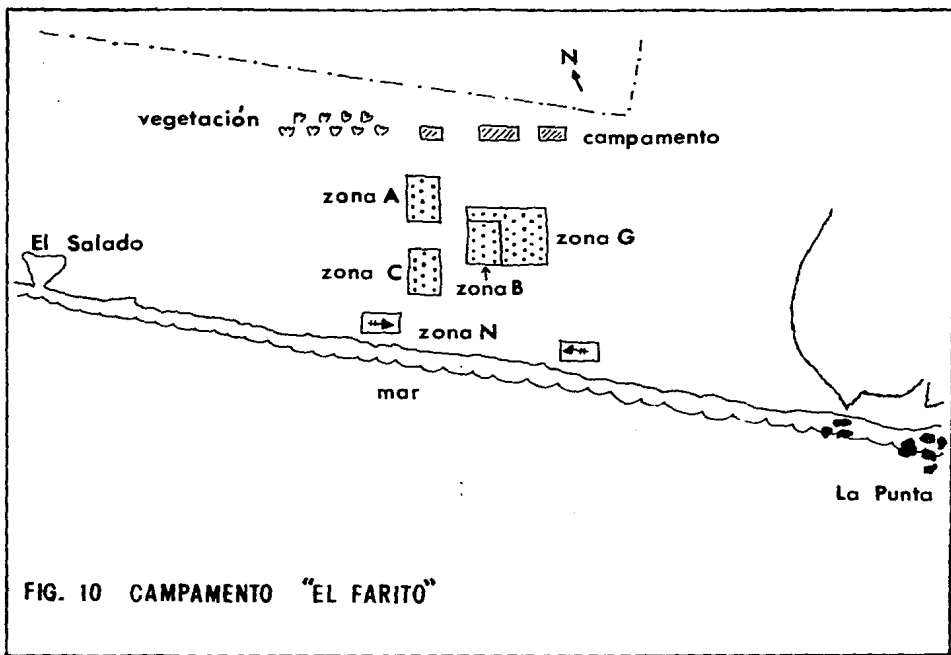 N
vegetación
campamento
zona A
zona G
El Salado
zona C
zona B
zona N
mar
La Punta
FIG. 10 CAMPAMENTO "EL FARITO"